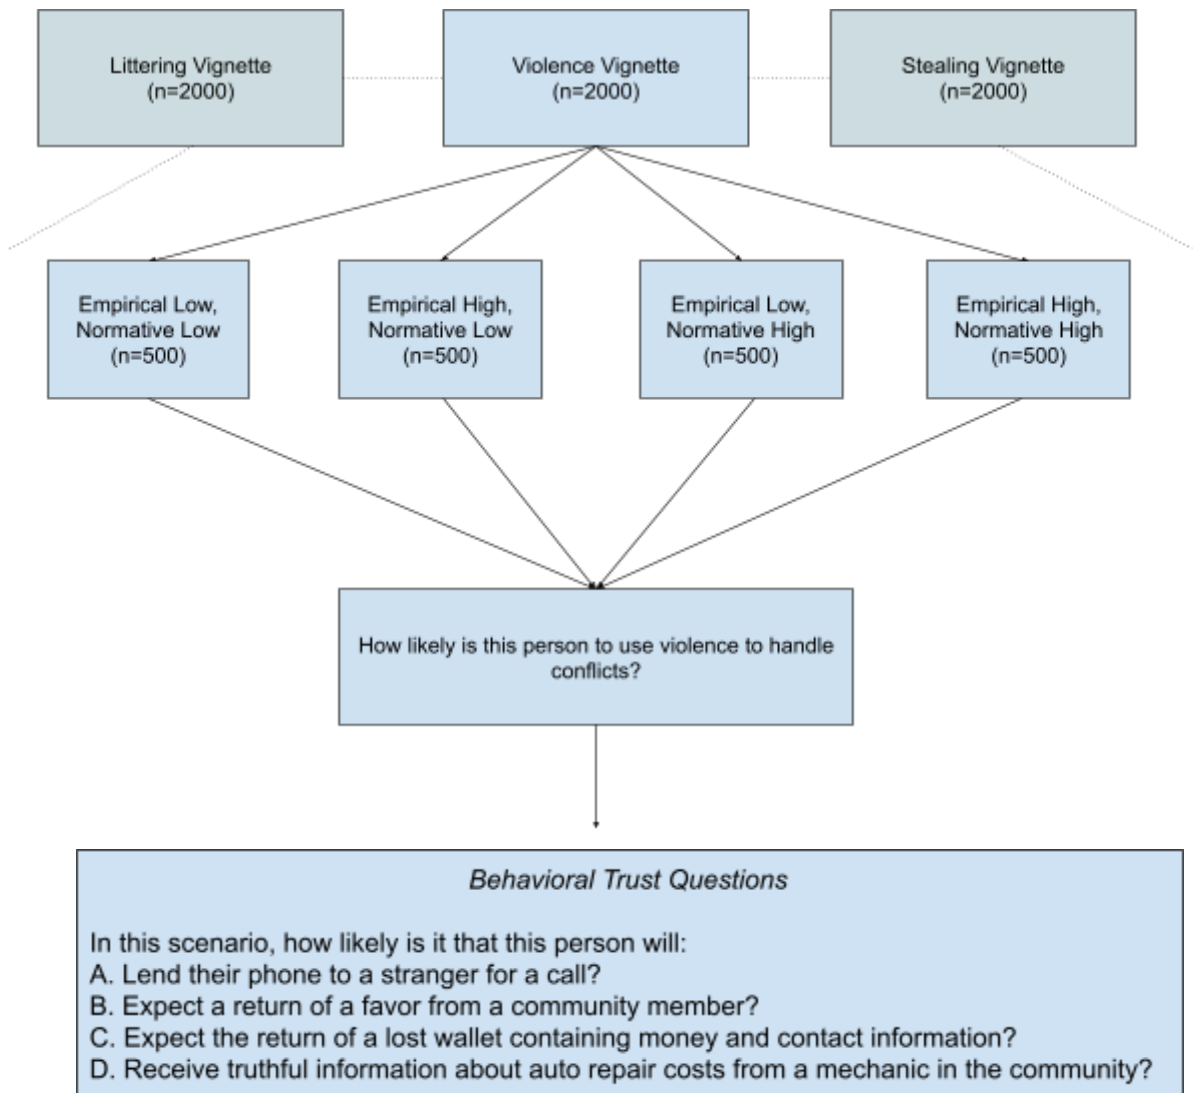 Littering Vignette
(n=2000)
Violence Vignette
(n=2000)
Stealing Vignette
(n=2000)
Empirical Low,
Normative Low
(n=500)
Empirical High,
Normative Low
(n=500)
Empirical Low,
Normative High
(n=500)
Empirical High,
Normative High
(n=500)
How likely is this person to use violence to handle
conflicts?
Behavioral Trust Questions
In this scenario, how likely is it that this person will:
A. Lend their phone to a stranger for a call?
B. Expect a return of a favor from a community member?
C. Expect the return of a lost wallet containing money and contact information?
D. Receive truthful information about auto repair costs from a mechanic in the community?